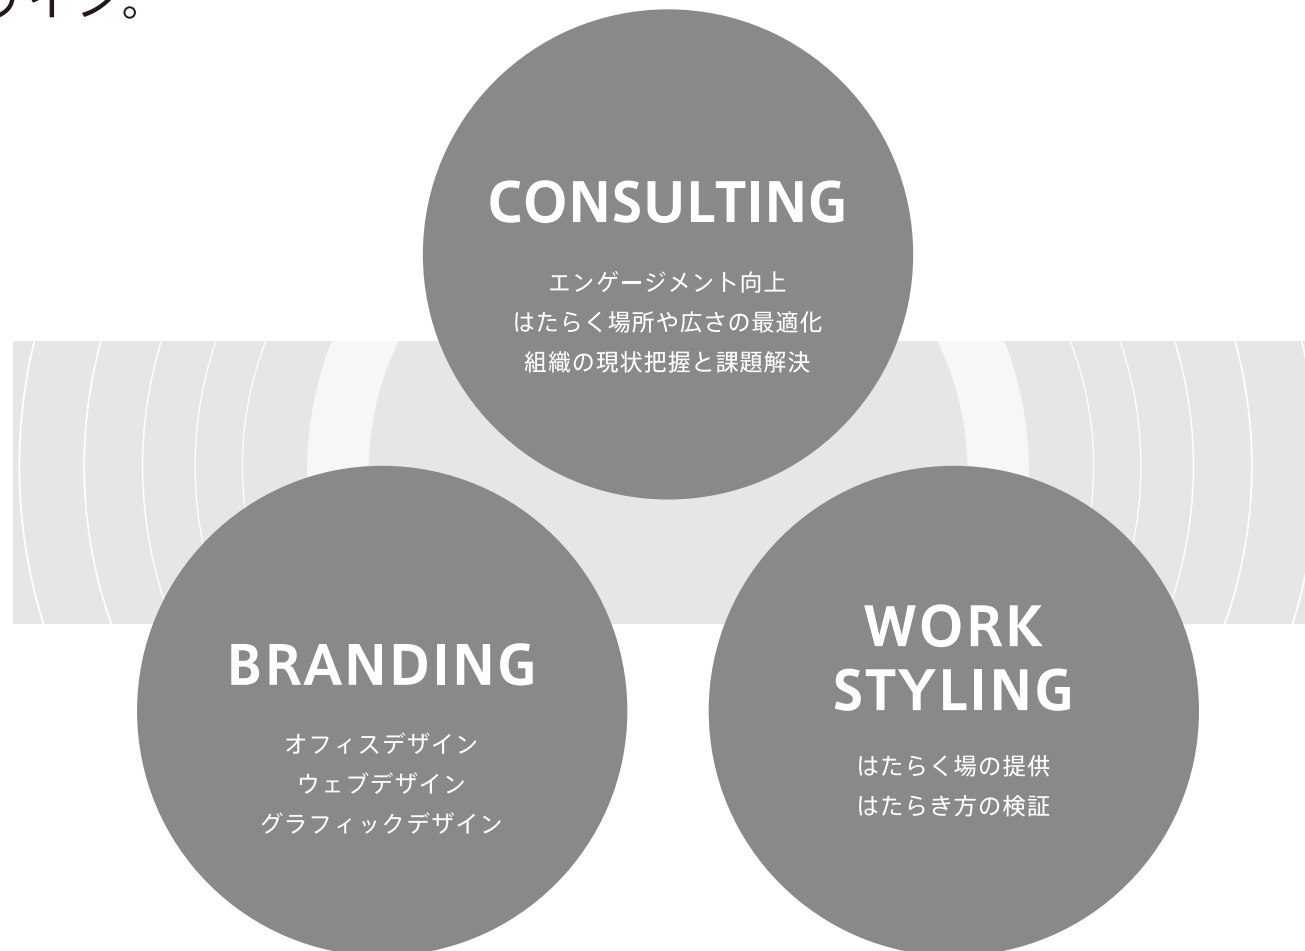 イン。
CONSULTING
エンゲージメント向上
はたらく場所や広さの最適化
組織の現状把握と課題解決
BRANDING
オフィスデザイン
ウェブデザイン
グラフィックデザイン
WORK
STYLING
はたらく場の提供
はたらき方の検証